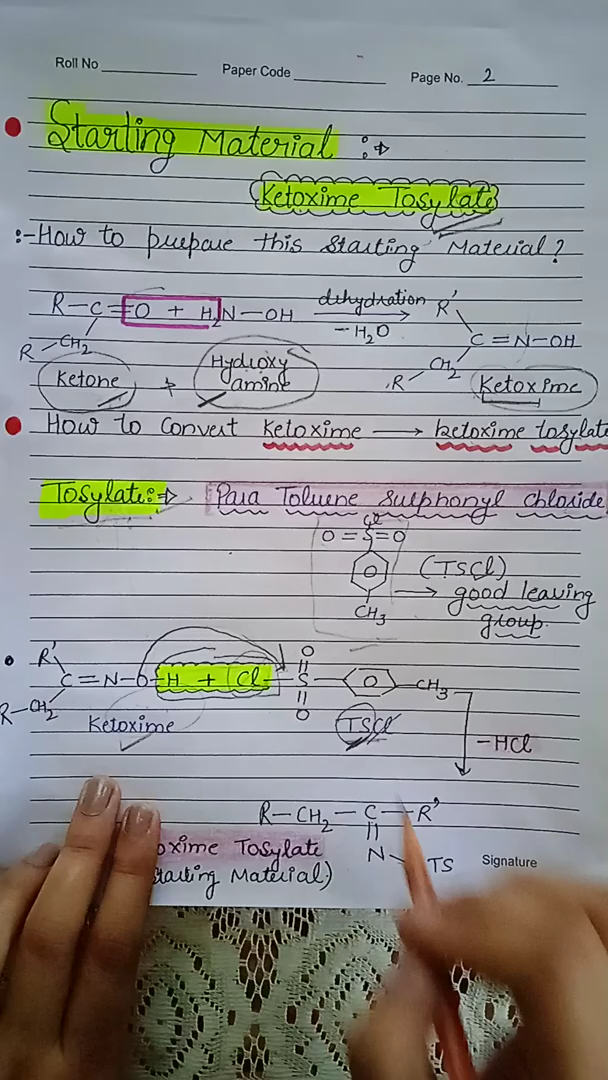 Roll No Paper Code Page No. 2
Starting Material :⇒
Ketoxime Tosylate
:- How to prepare this Starting Material?
R—C=O + H2N—OH dehydration -H2O R' C=N—OH
R CH2 R CH2
Ketone + Hydroxy amine Ketoxime
How to Convert Ketoxime → ketoxime tosylate
Tosylate:⇒ Para Toluene Sulphonyl Chloride
Cl
O=S=O
(TSCl)
CH3 → good leaving
group.
O
R' C=N—O—H + Cl—S— —CH3
R—CH2 O
Ketoxime TSCl -HCl
R—CH2—C—R'
N TS
oxime Tosylate
Starting Material)
Signature